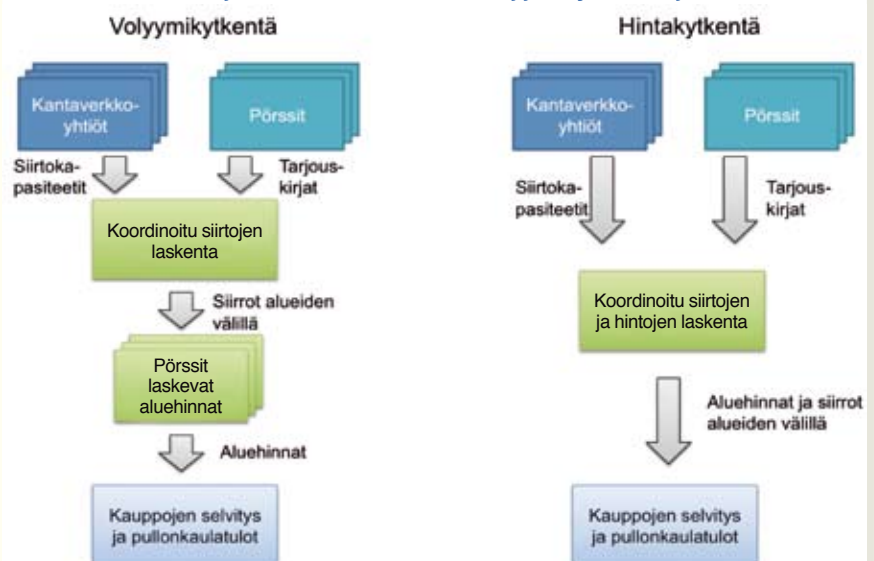 Volyymikytkentä
Kantaverkko-
yhtiöt
Pörssit
Siirtoka-
pasiteetit
Tarjous-
kirjat
Koordinoitu siirtojen
laskenta
Siirrot alueiden
välillä
Pörssit
laskevat
aluehinnat
Aluehinnat
Kauppojen selvitys
ja pullonkaulatulot
Hintakytkentä
Kantaverkko-
yhtiöt
Pörssit
Siirtoka-
pasiteetit
Tarjous-
kirjat
Koordinoitu siirtojen
ja hintojen laskenta
Aluehinnat ja siirrot
alueiden välillä
Kauppojen selvitys
ja pullonkaulatulot